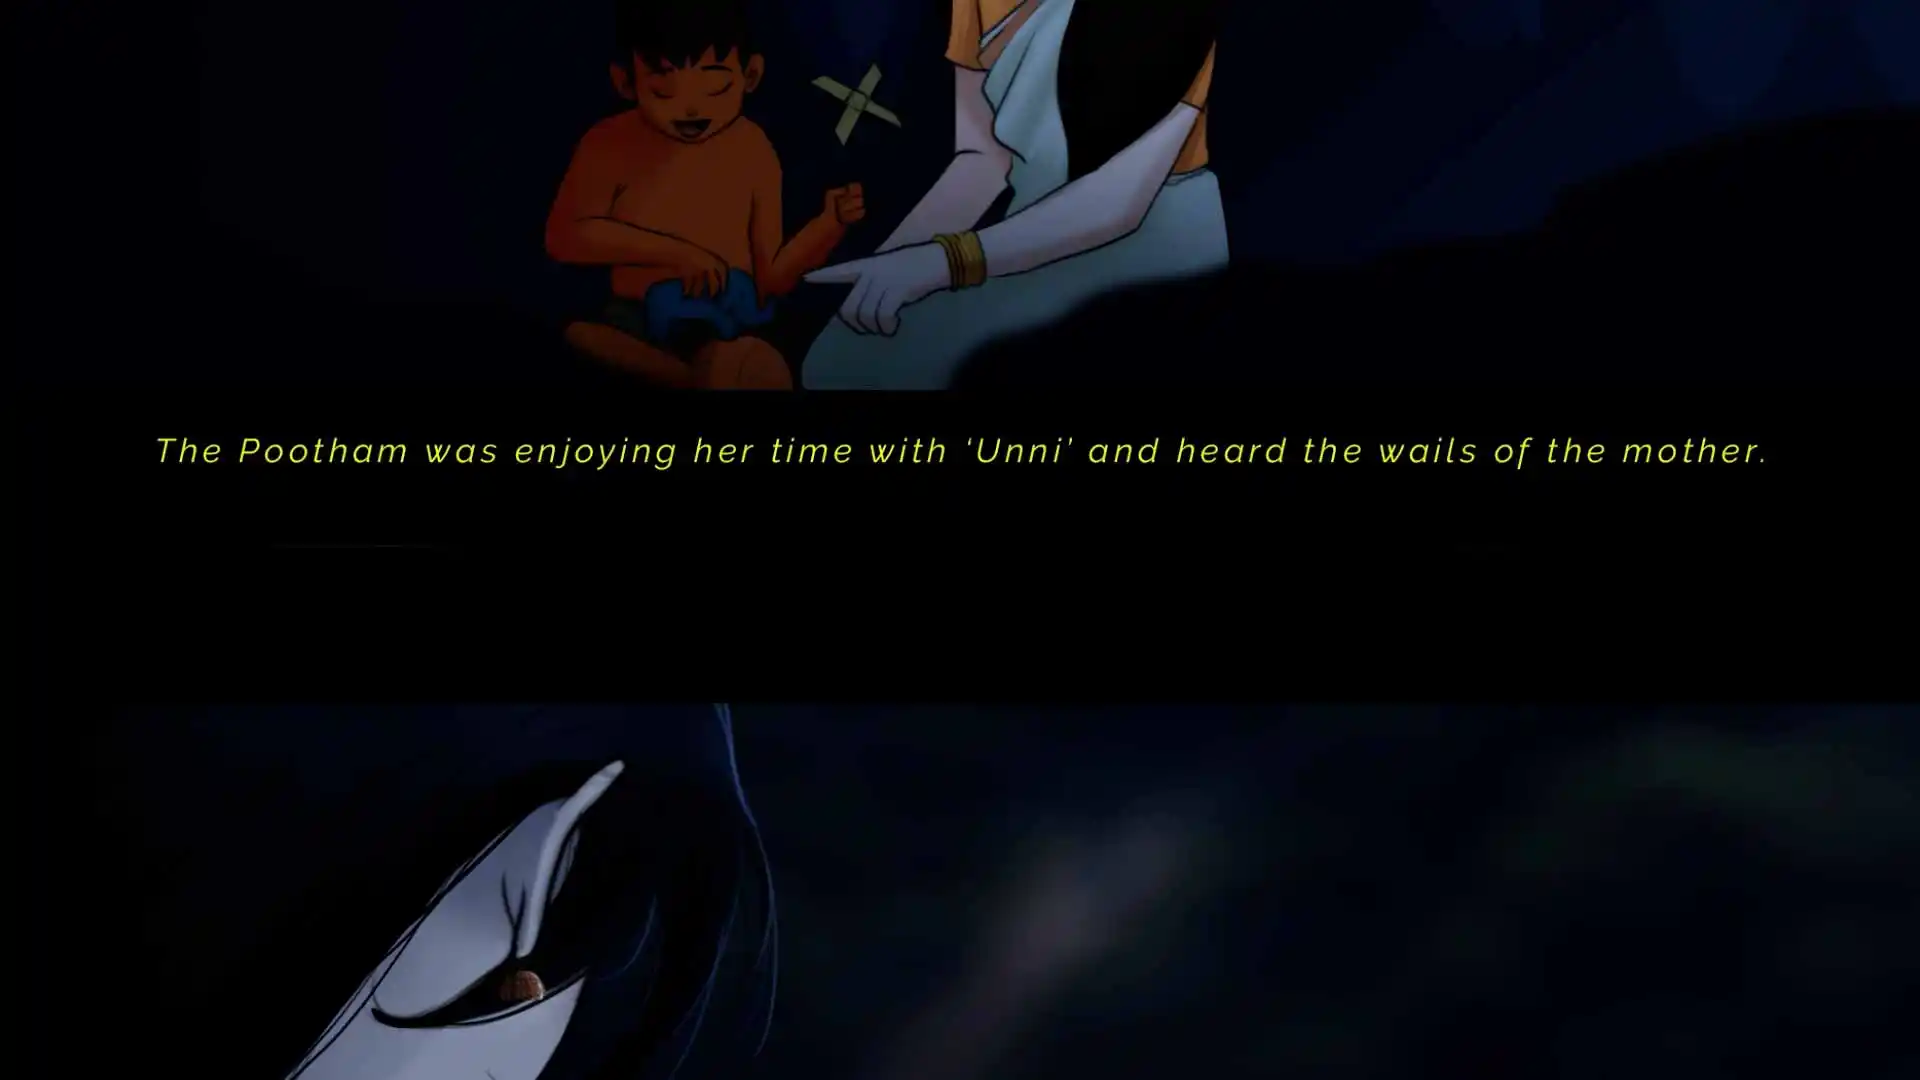 The Pootham was enjoying her time with ‘Unni’ and heard the wails of the mother.